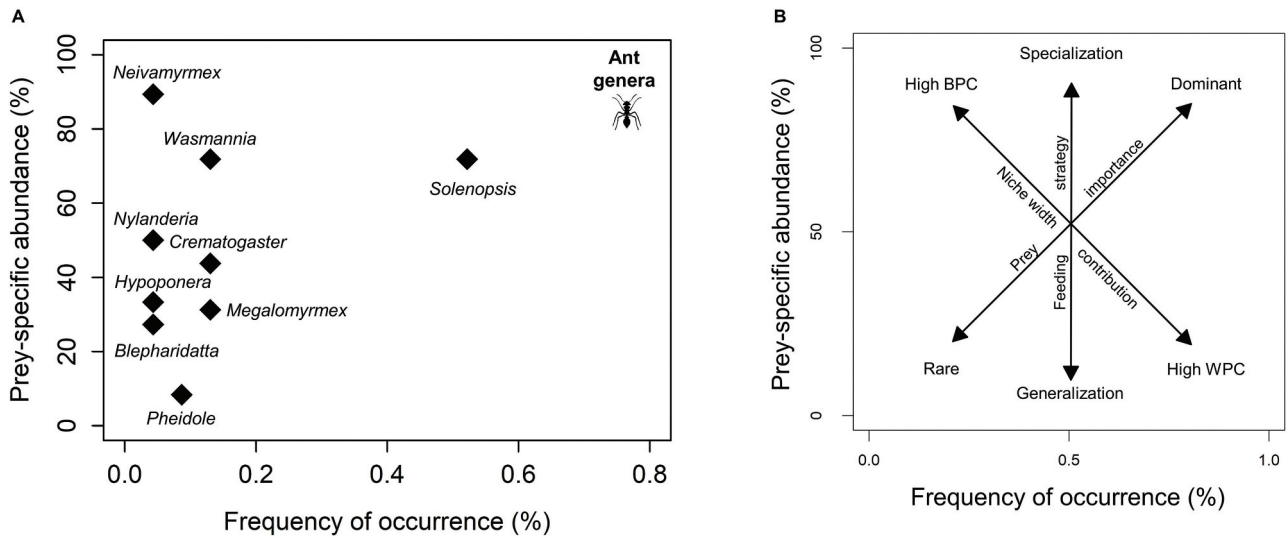 A
Prey-specific abundance (%)
100
80
60
40
20
0
Neivamyrmex
Wasmannia
Solenopsis
Nylanderia
Crematogaster
Hypoponera
Megalomyrmex
Blepharidatta
Pheidole
Ant
genera
0.0
0.2
0.4
0.6
0.8
Frequency of occurrence (%)
B
Prey-specific abundance (%)
100
50
0
Specialization
High BPC
Dominant
strategy
importance
Niche width
Prey
Feeding
contribution
Rare
High WPC
Generalization
0.0
0.5
1.0
Frequency of occurrence (%)